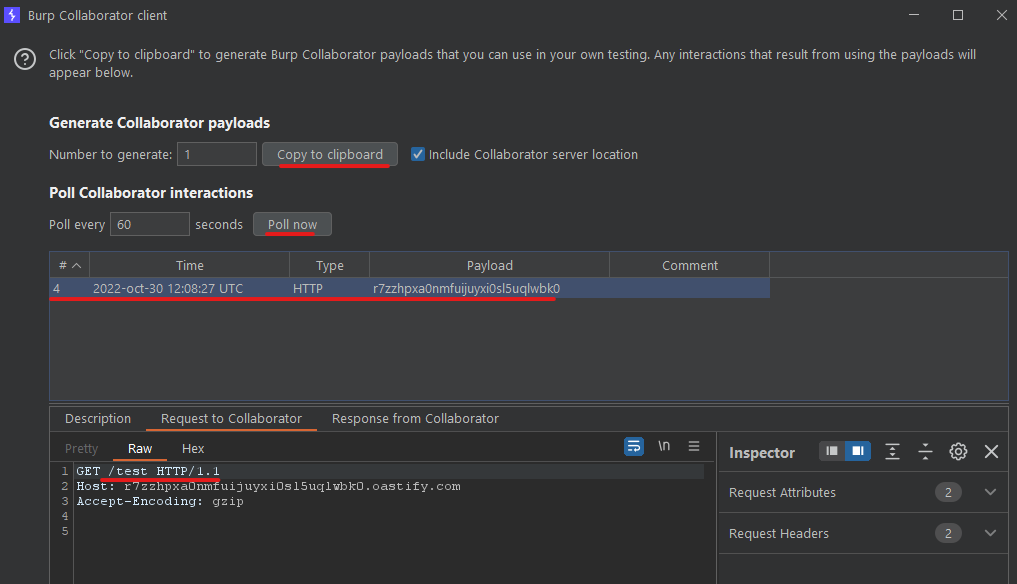 Burp Collaborator client
Click "Copy to clipboard" to generate Burp Collaborator payloads that you can use in your own testing. Any interactions that result from using the payloads will
appear below.
Generate Collaborator payloads
Number to generate: 1 Copy to clipboard Include Collaborator server location
Poll Collaborator interactions
Poll every 60 seconds Poll now
# Time Type Payload Comment
4 2022-oct-30 12:08:27 UTC HTTP r7zzhpxa0nmfuijuyxi0sl5uqlwbk0
Description Request to Collaborator Response from Collaborator
Pretty Raw Hex \n
Inspector
1 GET /test HTTP/1.1
2 Host: r7zzhpxa0nmfuijuyxi0sl5uqlwbk0.oastify.com
3 Accept-Encoding: gzip
4
5
Request Attributes 2
Request Headers 2